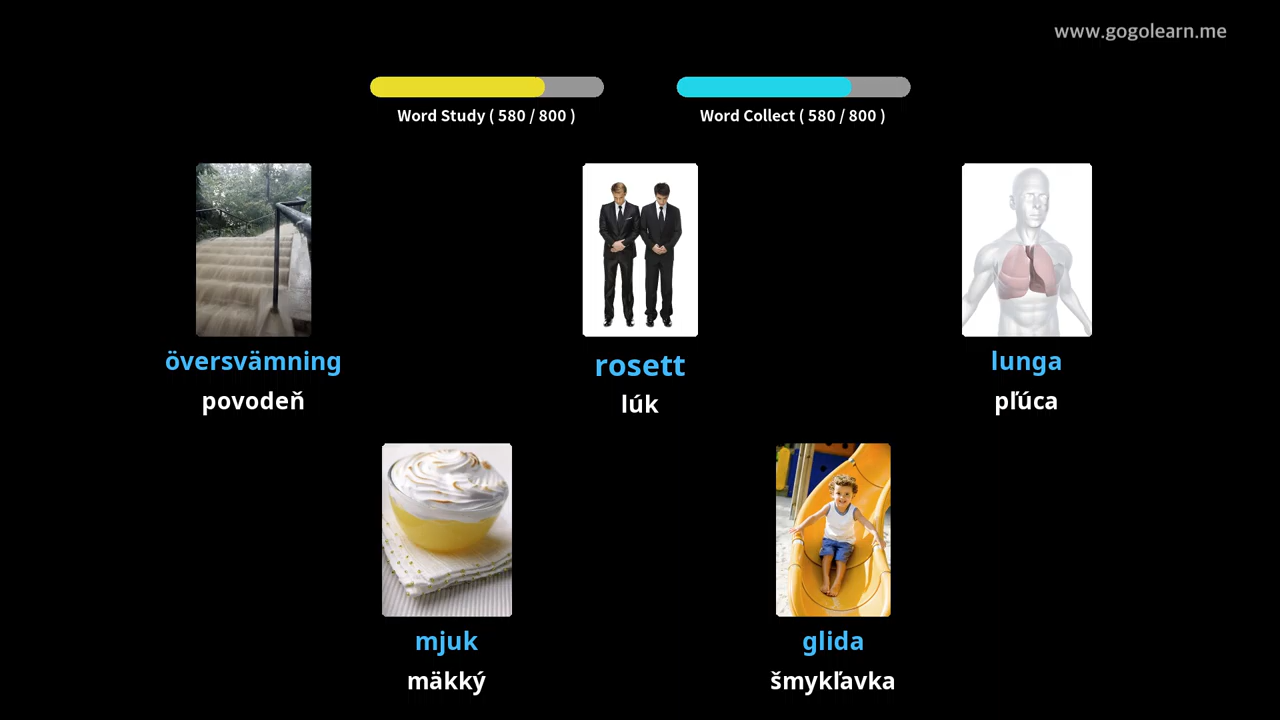 www.gogolearn.me
Word Study ( 580 / 800 )
Word Collect ( 580 / 800 )
översvämning
povodeň
rosett
lúk
lunga
pľúca
mjuk
mäkký
glida
šmykľavka